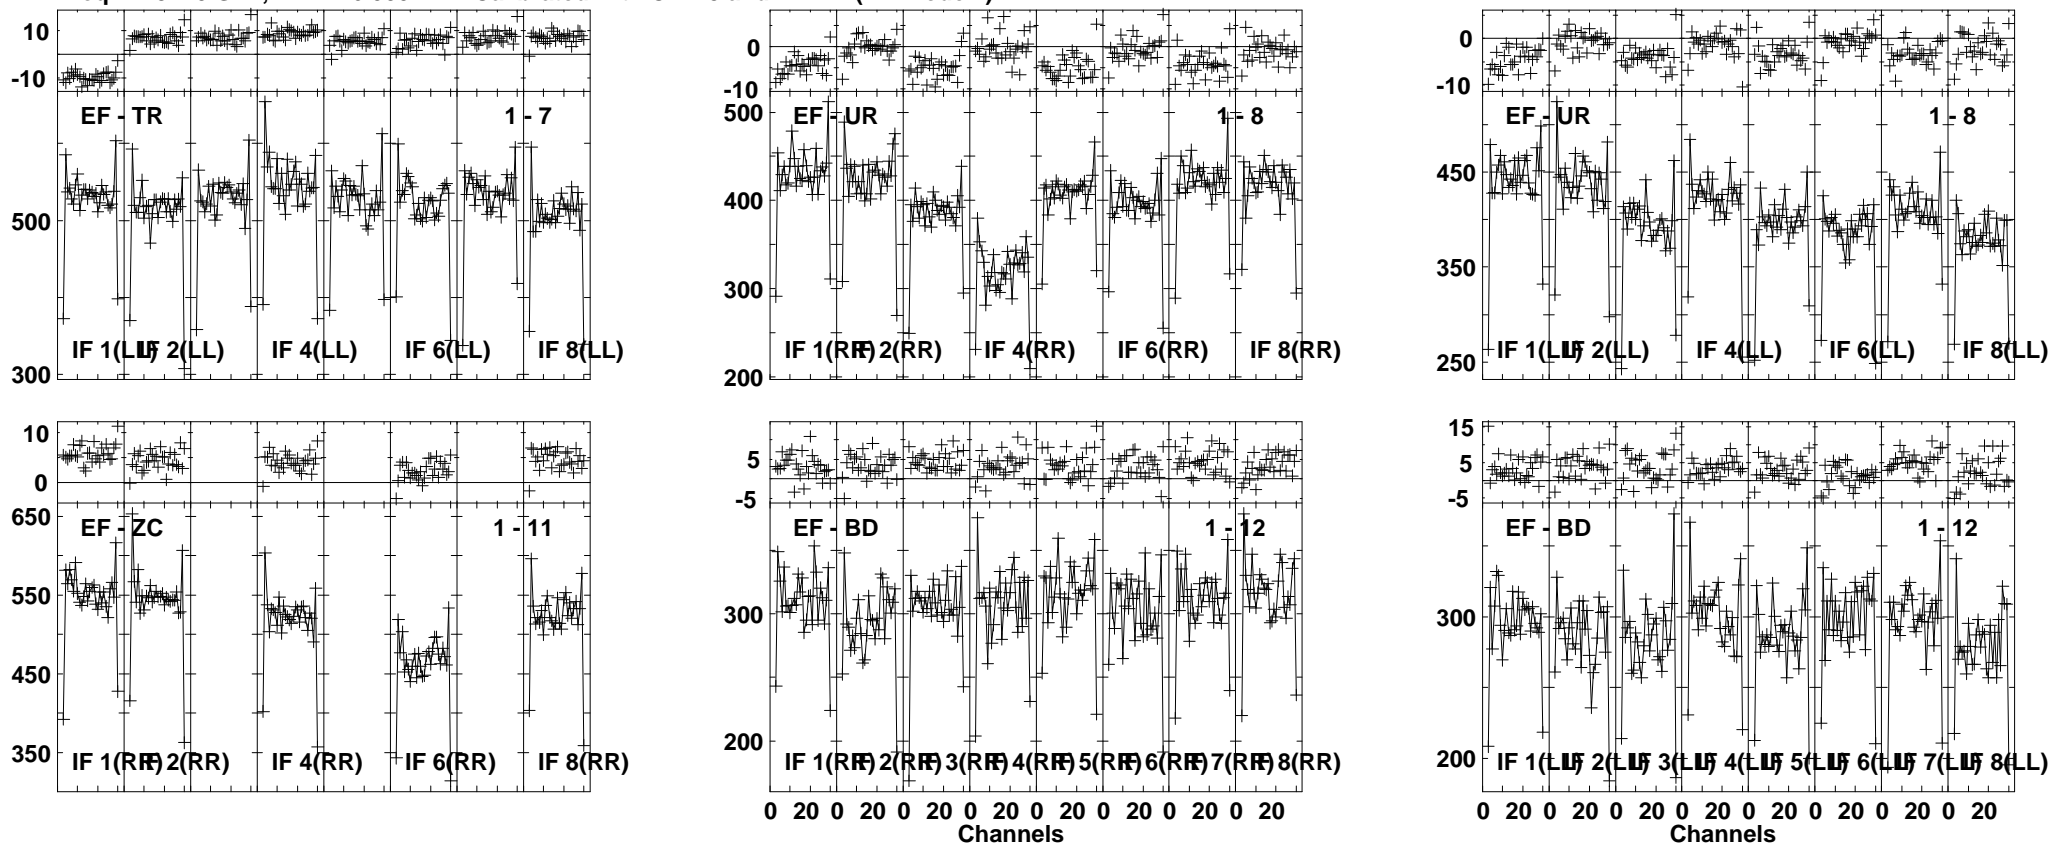 10
-10
EF - TR
1 - 7
500
300
IF 1(LL)
IF 2(LL)
IF 4(LL)
IF 6(LL)
IF 8(LL)
0
-10
EF - UR
1 - 8
500
400
300
200
IF 1(RR)
IF 2(RR)
IF 4(RR)
IF 6(RR)
IF 8(RR)
0
-10
EF - UR
1 - 8
450
350
250
IF 1(LL)
IF 2(LL)
IF 4(LL)
IF 6(LL)
IF 8(LL)
10
0
EF - ZC
1 - 11
650
550
450
350
IF 1(RR)
IF 2(RR)
IF 4(RR)
IF 6(RR)
IF 8(RR)
5
-5
EF - BD
1 - 12
300
200
IF 1(RR)
IF 2(RR)
IF 3(RR)
IF 4(RR)
IF 5(RR)
IF 6(RR)
IF 7(RR)
IF 8(RR)
0 20 0 20 0 20 0 20 0 20 0 20 0 20 0 20
Channels
15
5
-5
EF - BD
1 - 12
300
200
IF 1(LL)
IF 2(LL)
IF 3(LL)
IF 4(LL)
IF 5(LL)
IF 6(LL)
IF 7(LL)
IF 8(LL)
0 20 0 20 0 20 0 20 0 20 0 20 0 20 0 20
Channels